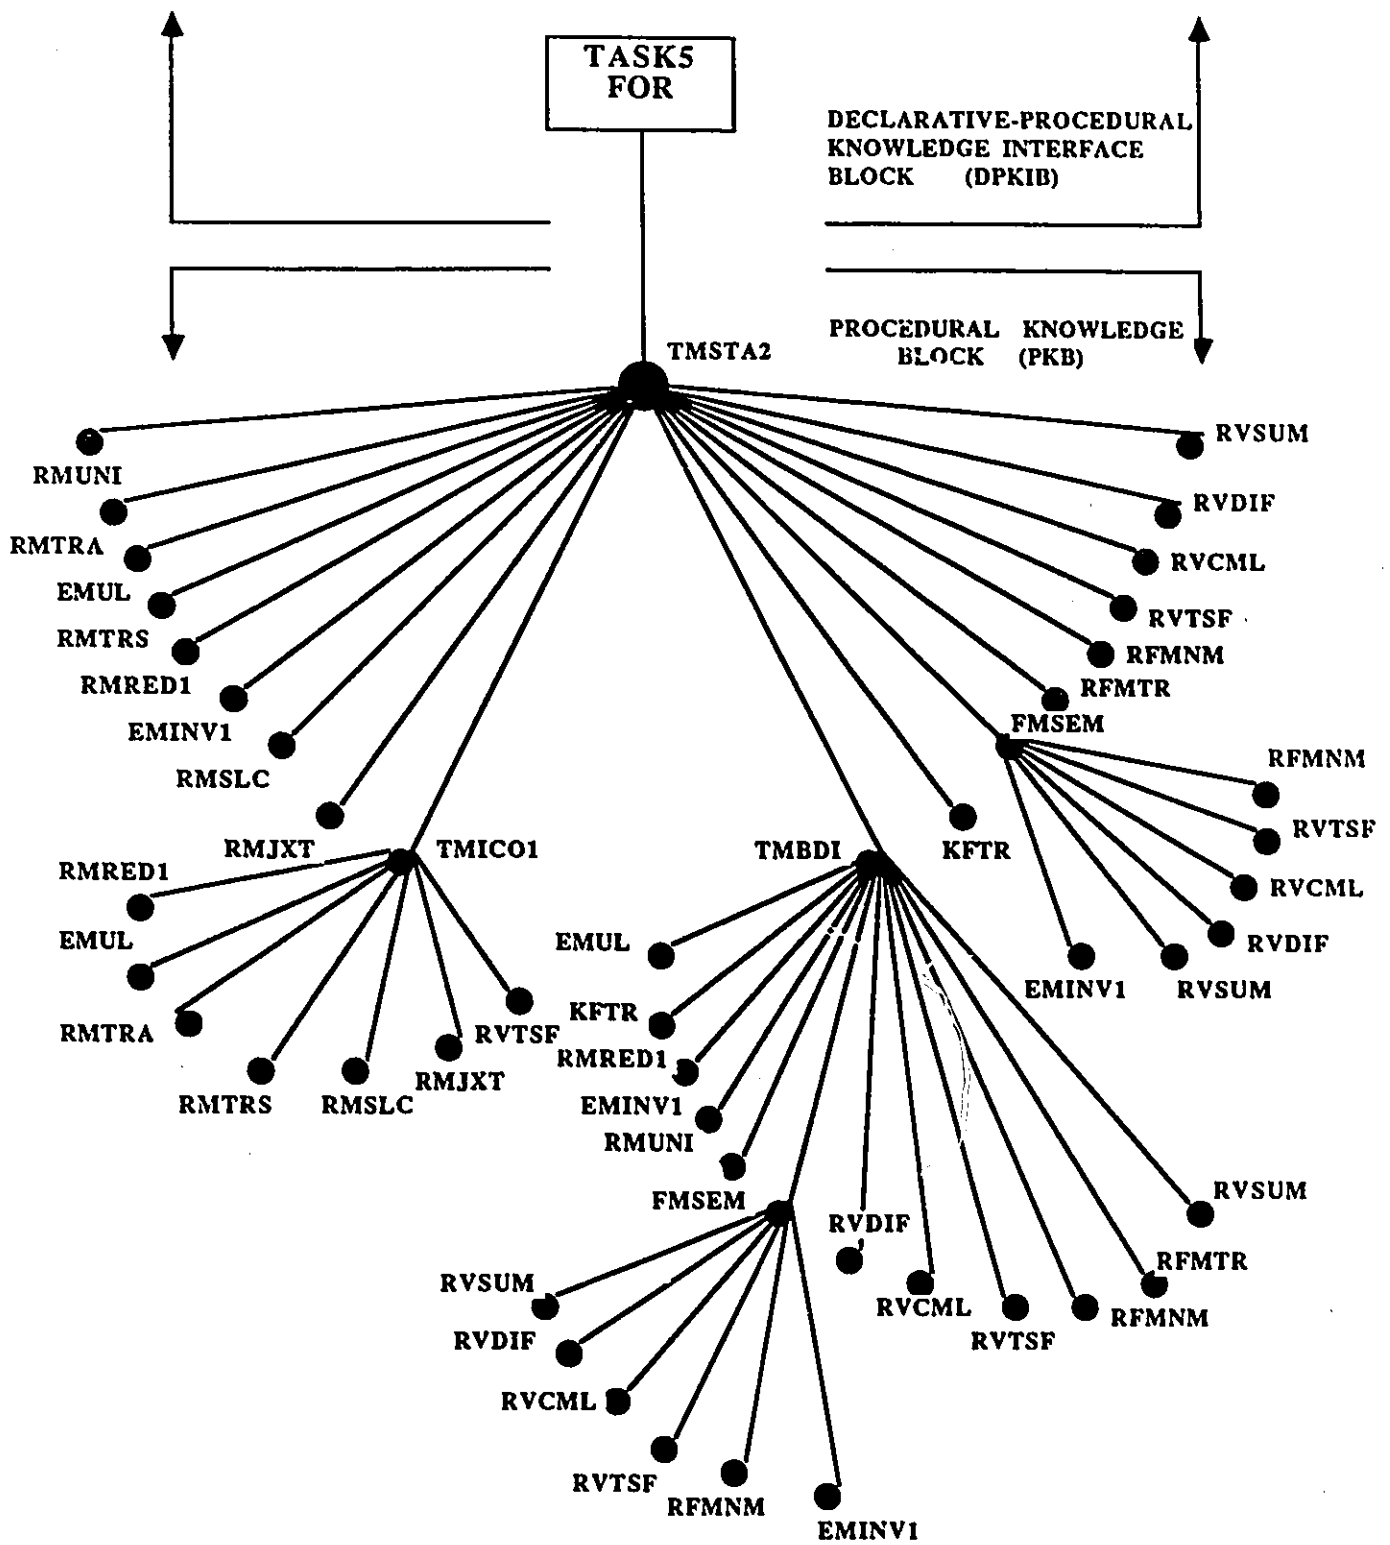 TASK5
FOR
DECLARATIVE-PROCEDURAL
KNOWLEDGE INTERFACE
BLOCK (DPKIB)
PROCEDURAL KNOWLEDGE
BLOCK (PKB)
TMSTA2
RMUNI
RMTRA
EMUL
RMTRS
RMRED1
EMINV1
RMSLC
RMJXT
TMICO1
TMBDI
KFTR
RVSUM
RVDIF
RVCML
RVTSF
RFMNM
RFMTR
FMSEM
RFMNM
RVTSF
RVCML
RVDIF
RVSUM
EMINV1
RMRED1
EMUL
RMTRA
RMTRS
RMSLC
RMJXT
RVTSF
EMUL
KFTR
RMRED1
EMINV1
RMUNI
FMSEM
RVDIF
RVCML
RVTSF
RFMNM
RFMTR
RVSUM
RVSUM
RVDIF
RVCML
RVTSF
RFMNM
EMINV1